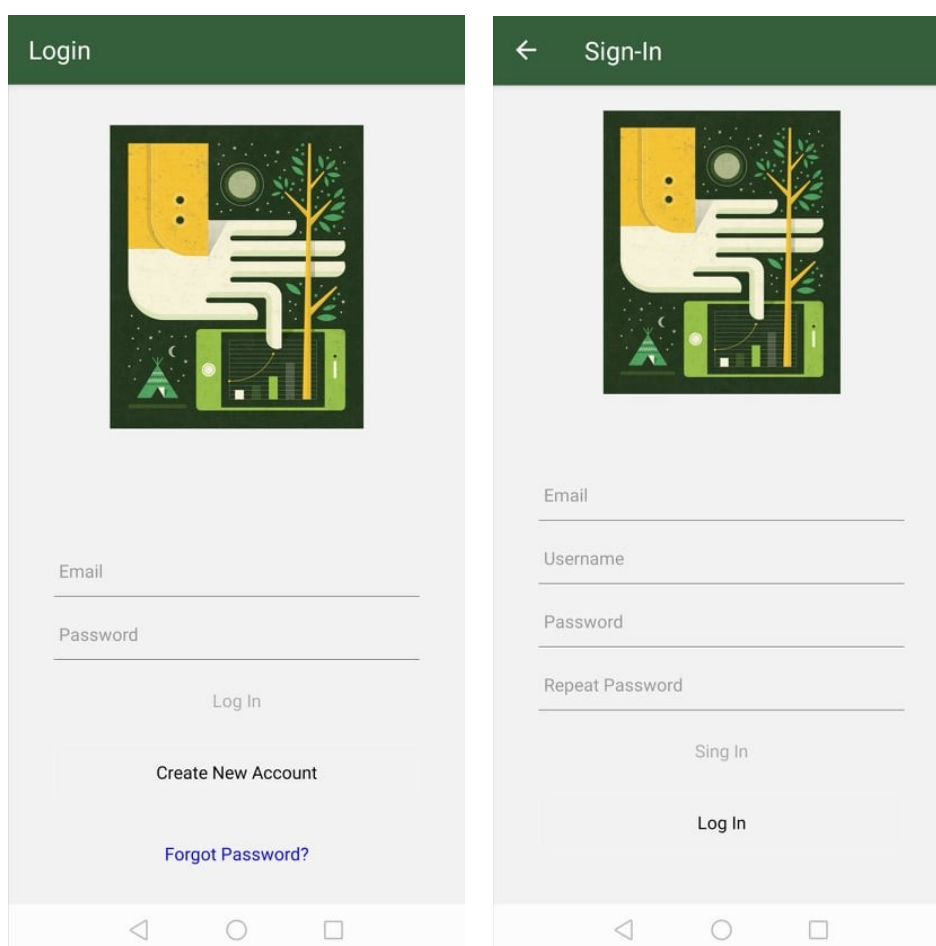 Login
Email
Password
Log In
Create New Account
Forgot Password?
Sign-In
Email
Username
Password
Repeat Password
Sing In
Log In